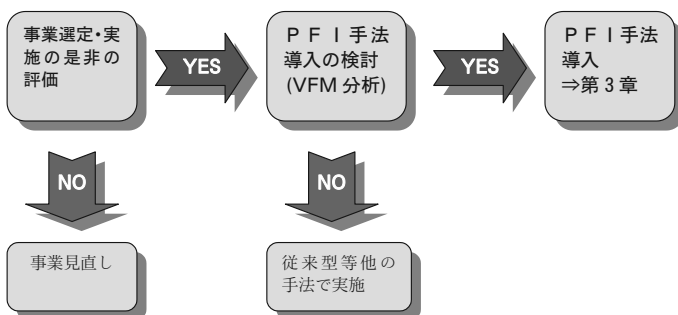 事業選定・実
施の是非の
評価
YES
ＰＦＩ手法
導入の検討
(VFM 分析)
YES
ＰＦＩ手法
導入
⇒第 3 章
NO
NO
事業見直し
従来型等他の
手法で実施